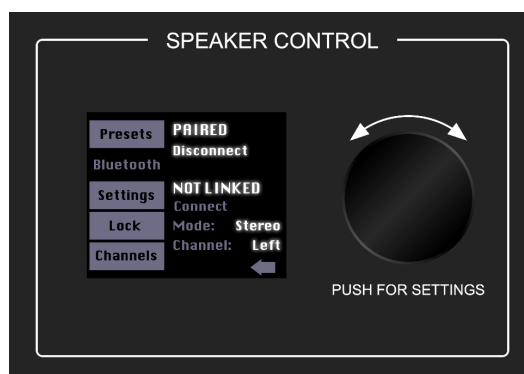 SPEAKER CONTROL
Presets
Bluetooth
Settings
Lock
Channels
PAIRED
Disconnect
NOT LINKED
Connect
Mode: Stereo
Channel: Left
PUSH FOR SETTINGS